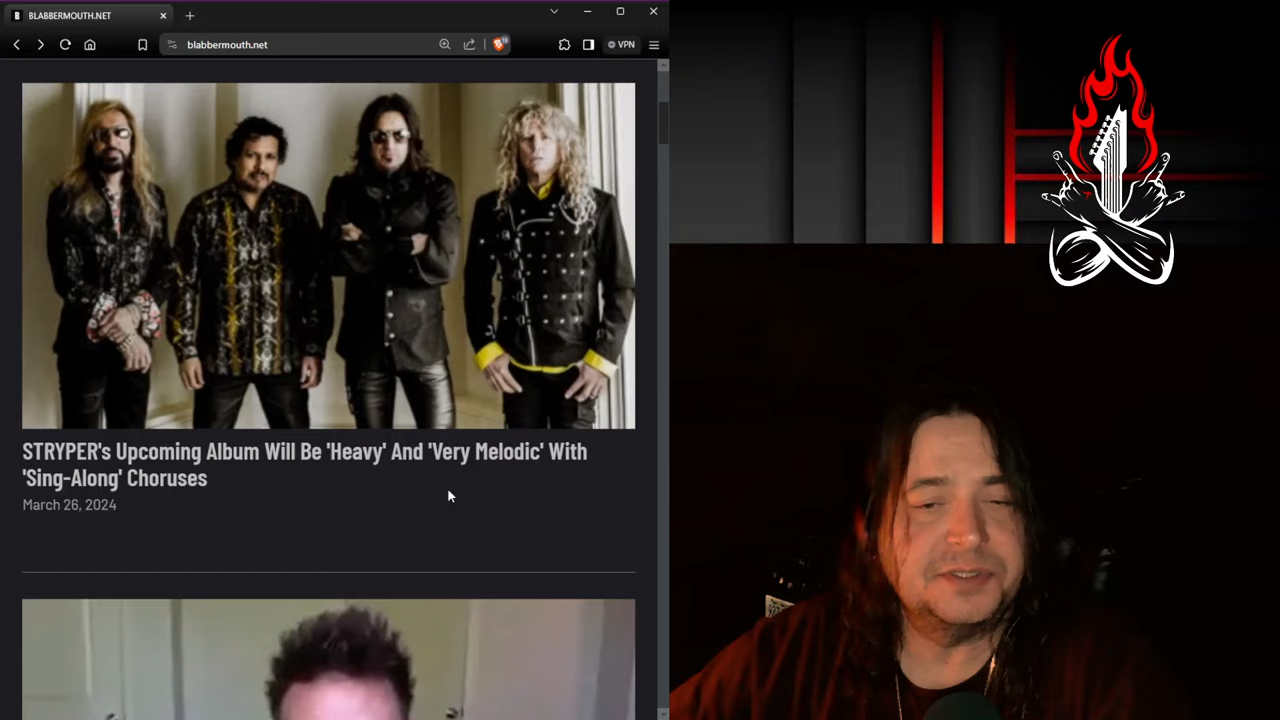 BLABBERMOUTH.NET
blabbermouth.net
VPN
STRYPER's Upcoming Album Will Be 'Heavy' And 'Very Melodic' With
'Sing-Along' Choruses
March 26, 2024